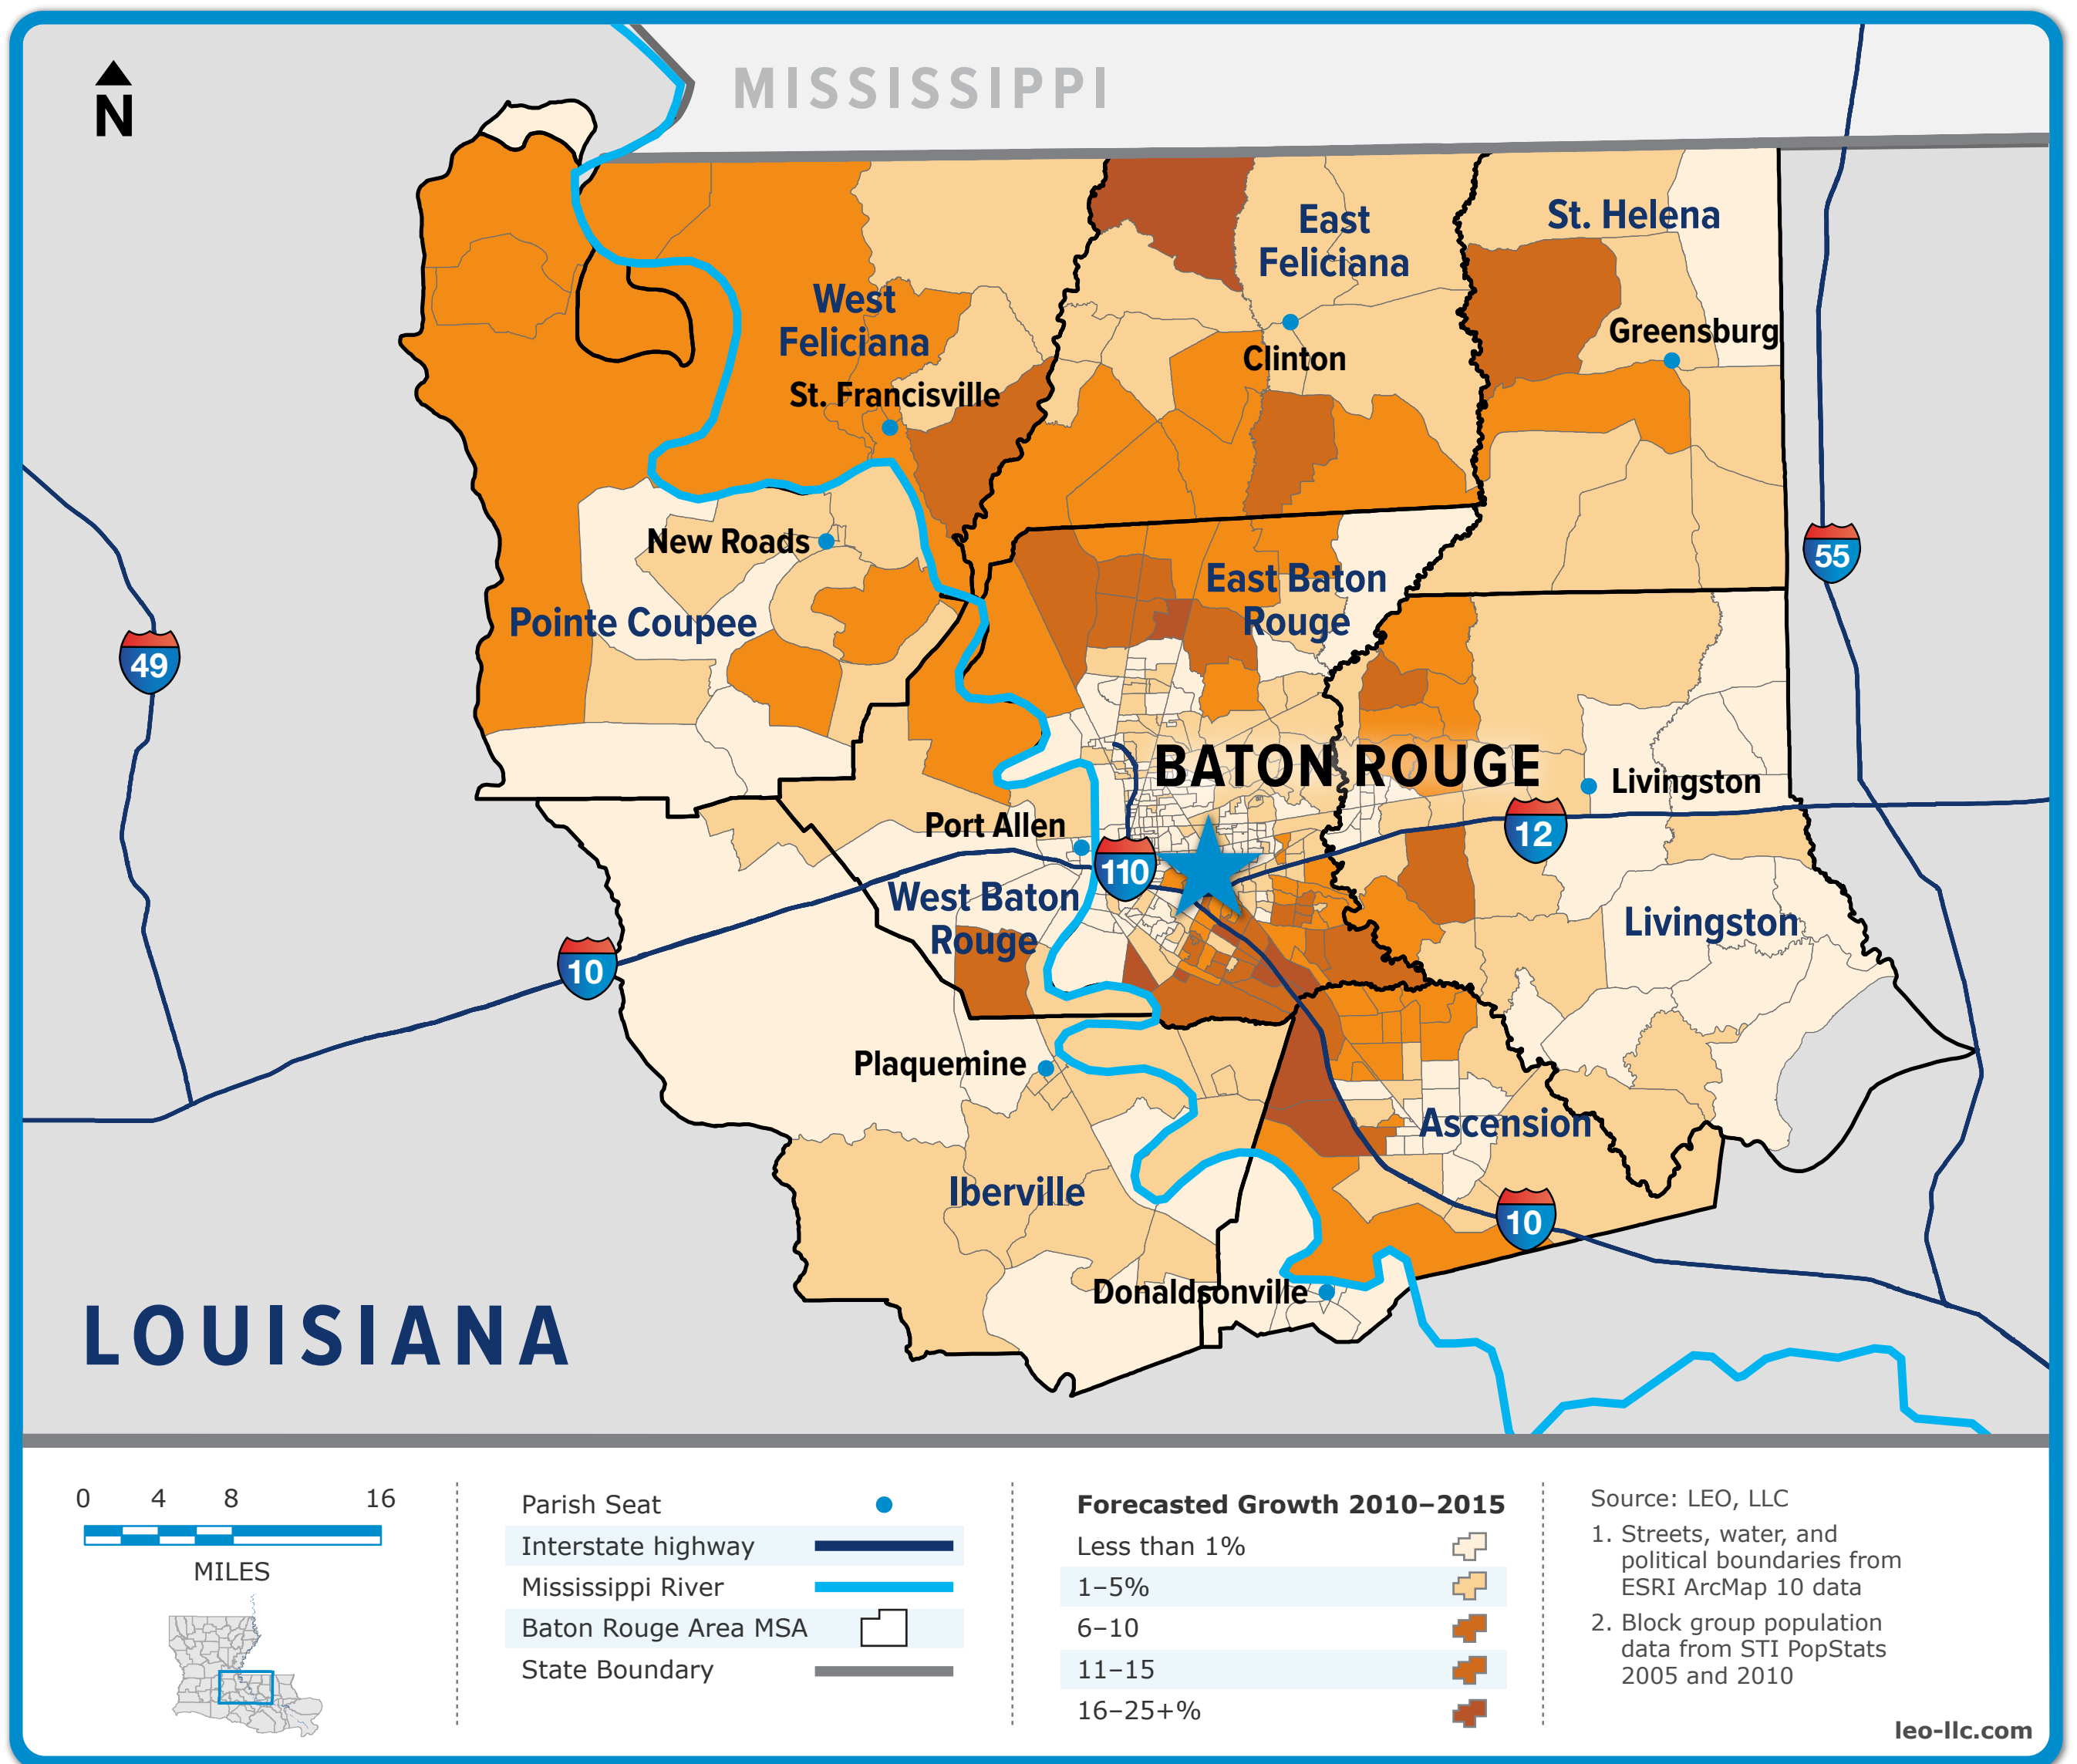 MISSISSIPPI
N
East
Feliciana
St. Helena
West
Feliciana
Greensburg
Clinton
St. Francisville
New Roads
East Baton
Rouge
55
Pointe Coupee
49
BATON ROUGE
Livingston
Port Allen
12
110
West Baton
Rouge
Livingston
10
Plaquemine
Ascension
Iberville
10
Donaldsonville
LOUISIANA
0 4 8 16
MILES
Parish Seat
Interstate highway
Mississippi River
Baton Rouge Area MSA
State Boundary
Forecasted Growth 2010–2015
Less than 1%
1–5%
6–10
11–15
16–25+%
Source: LEO, LLC
1. Streets, water, and
political boundaries from
ESRI ArcMap 10 data
2. Block group population
data from STI PopStats
2005 and 2010
leo-llc.com